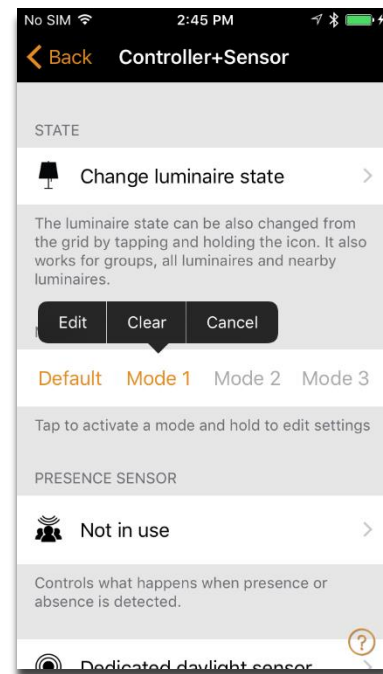 No SIM 2:45 PM
Back Controller+Sensor
STATE
Change luminaire state
The luminaire state can be also changed from
the grid by tapping and holding the icon. It also
works for groups, all luminaires and nearby
luminaires.
Edit Clear Cancel
Default Mode 1 Mode 2 Mode 3
Tap to activate a mode and hold to edit settings
PRESENCE SENSOR
Not in use
Controls what happens when presence or
absence is detected.
?
Dedicated daylight sensor